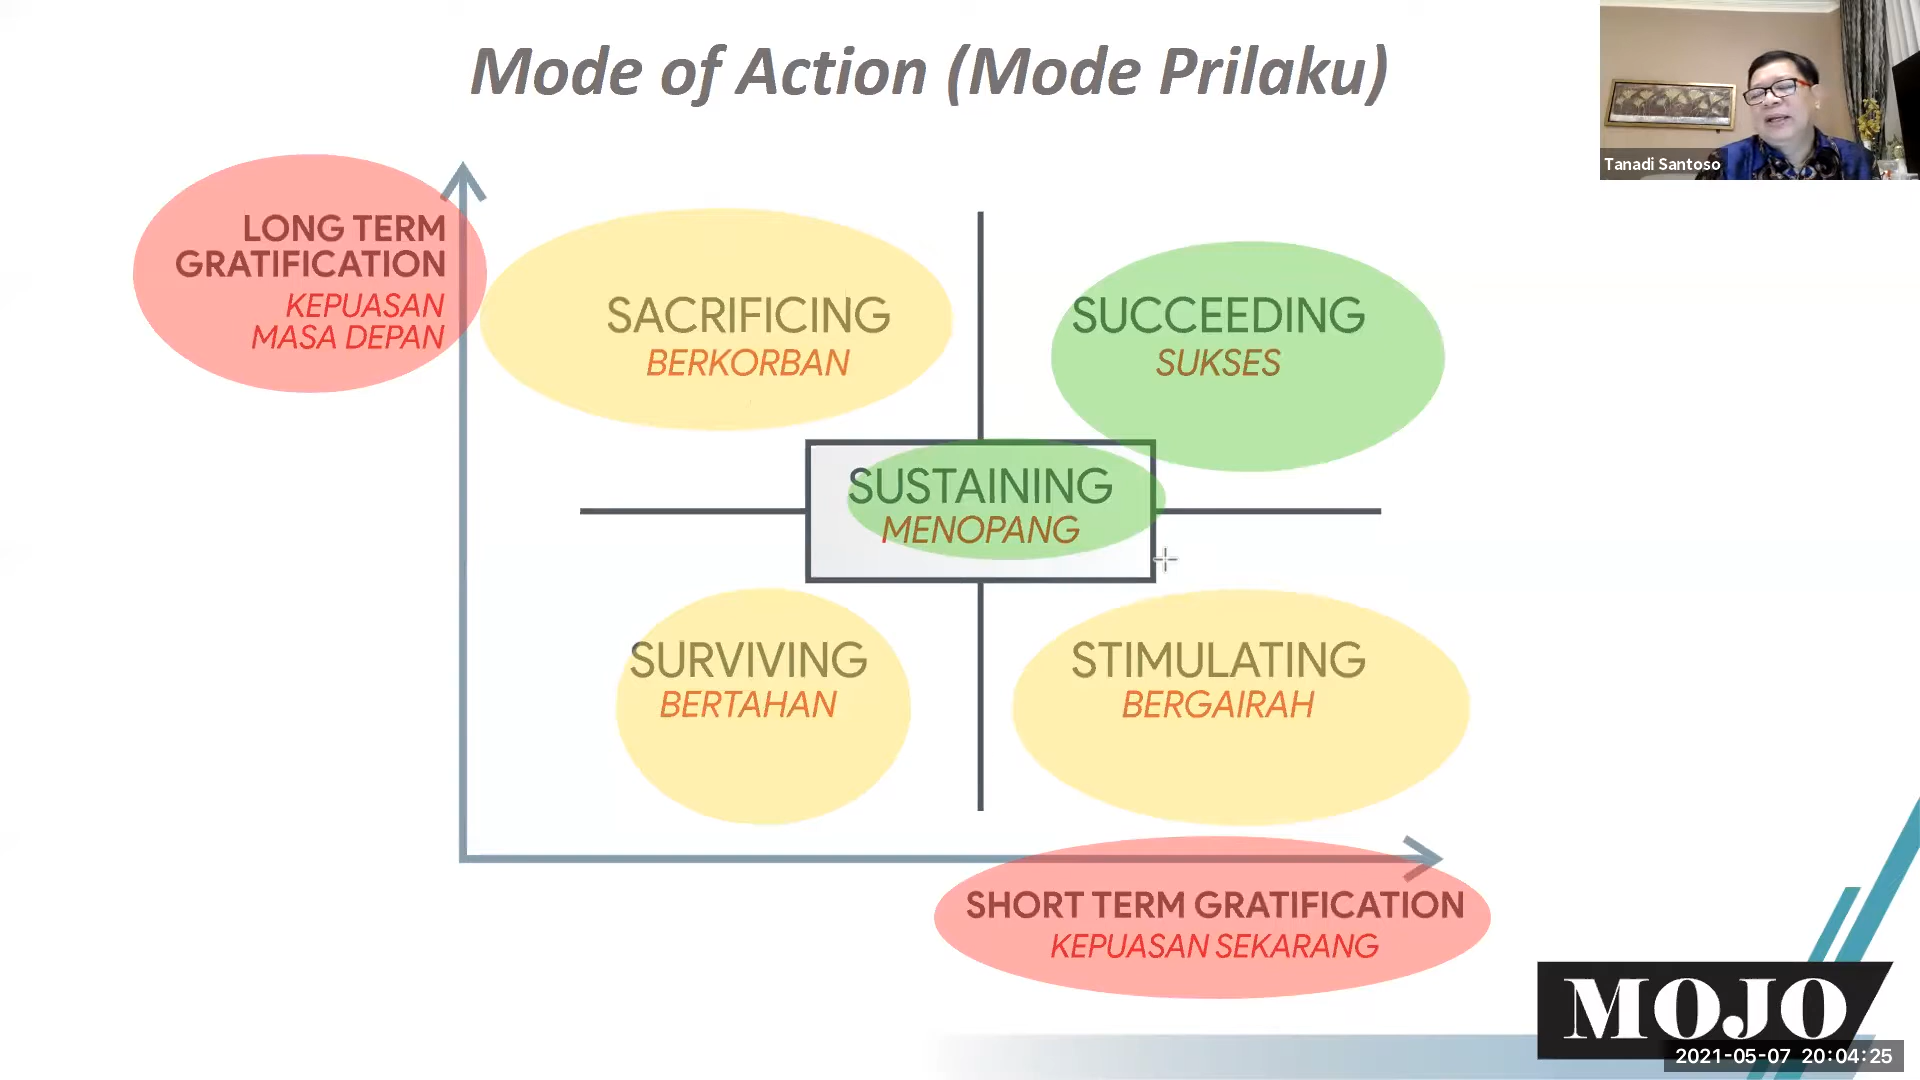 Mode of Action (Mode Prilaku)
Tanadi Santoso
LONG TERM
GRATIFICATION
KEPUASAN
MASA DEPAN
SACRIFICING
BERKORBAN
SUCCEEDING
SUKSES
SUSTAINING
MENOPANG
SURVIVING
BERTAHAN
STIMULATING
BERGAIRAH
SHORT TERM GRATIFICATION
KEPUASAN SEKARANG
MOJO
2021-05-07 20:04:25